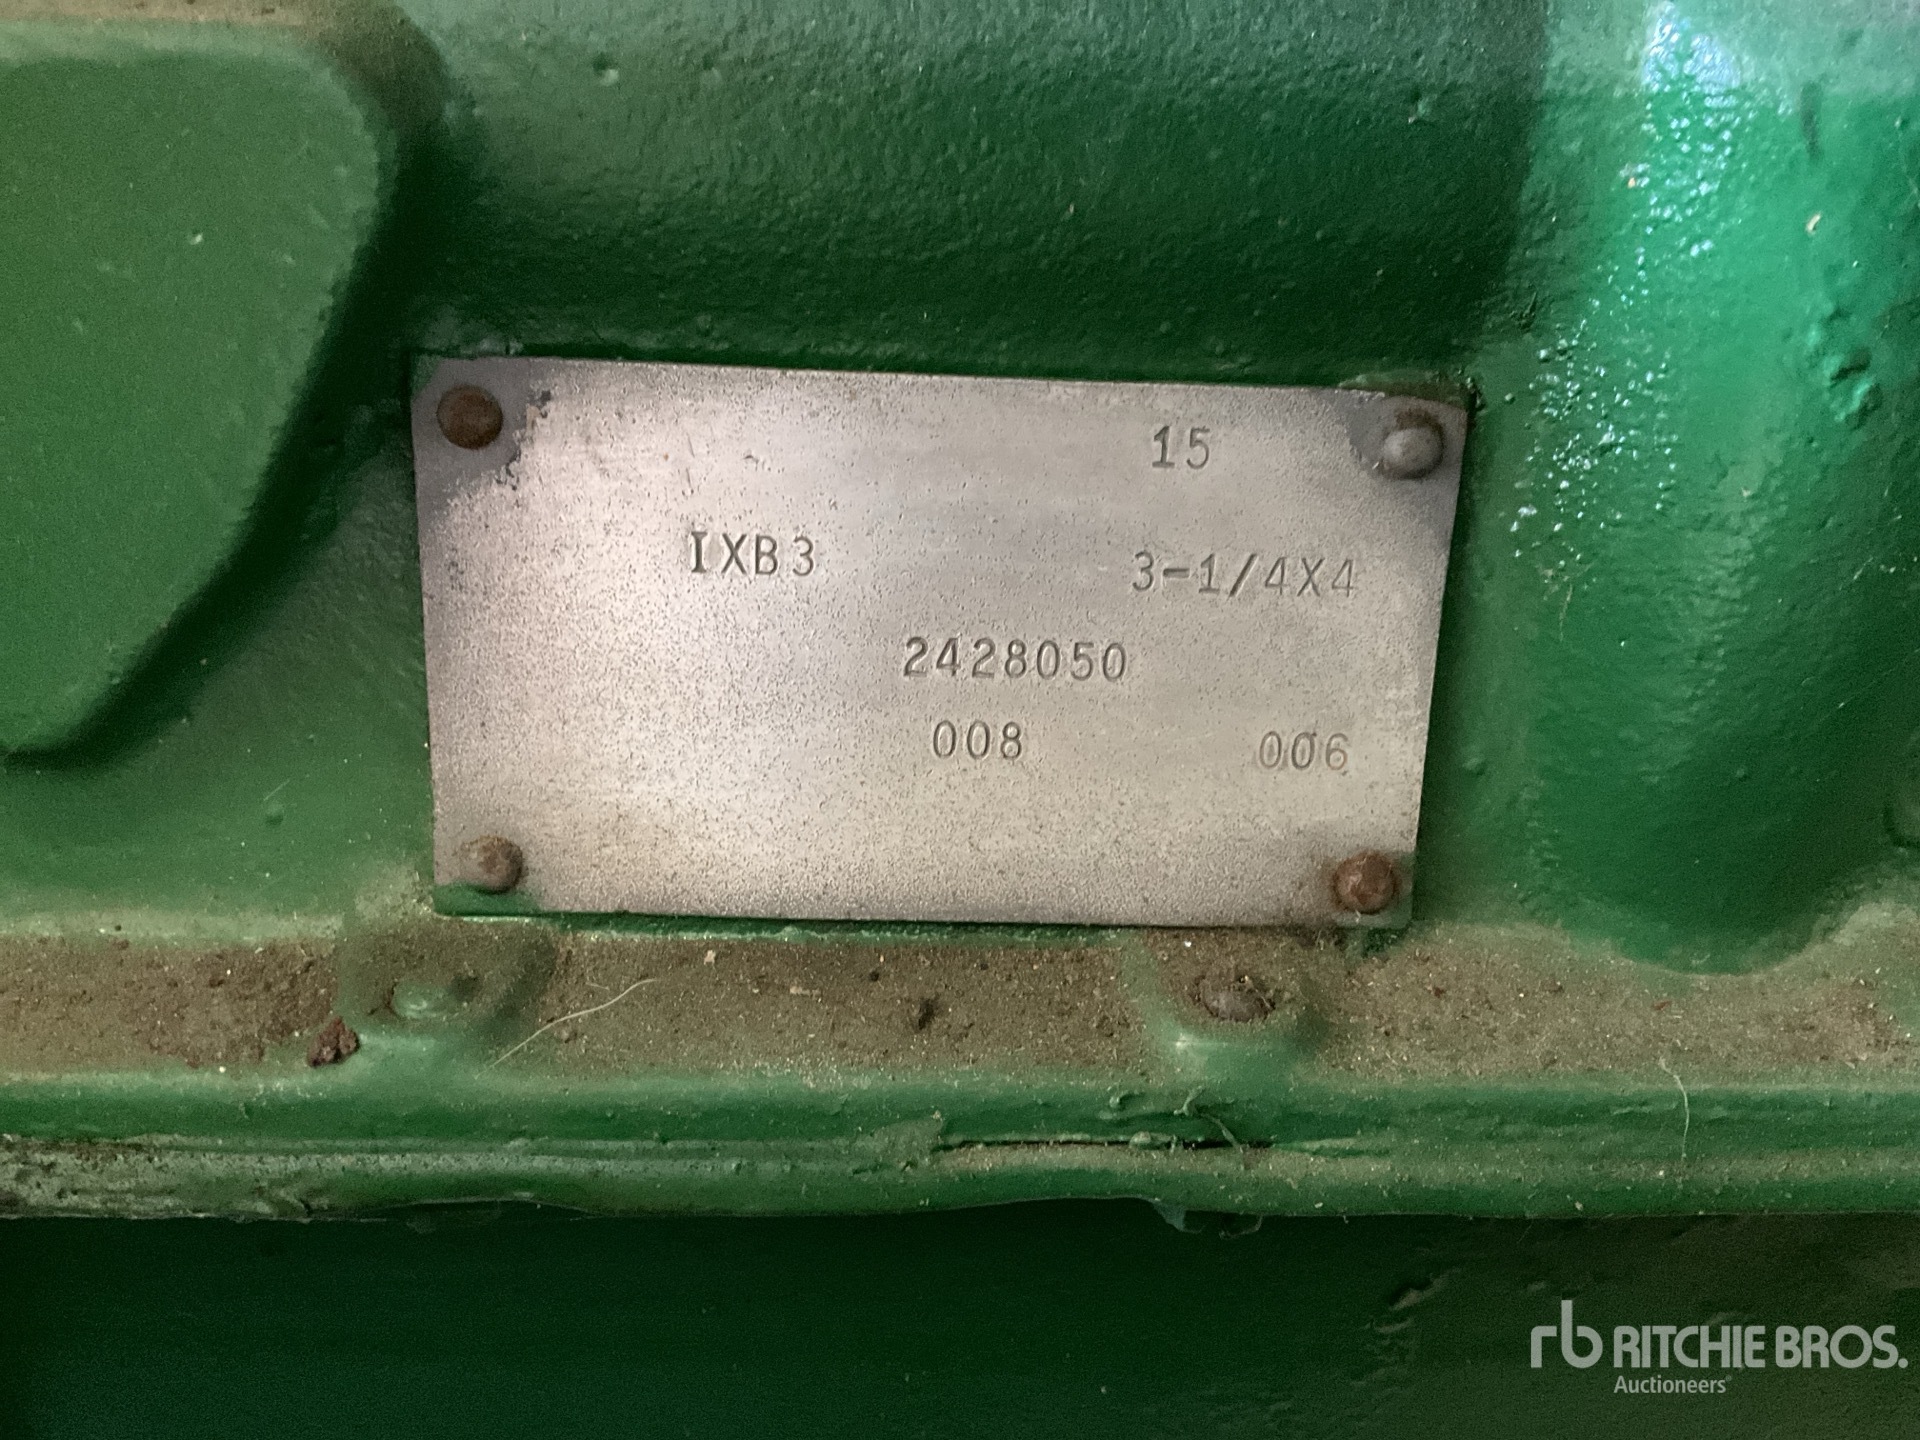 15
IXB3 3-1/4X4
2428050
008 006
rb RITCHIE BROS.
Auctioneers